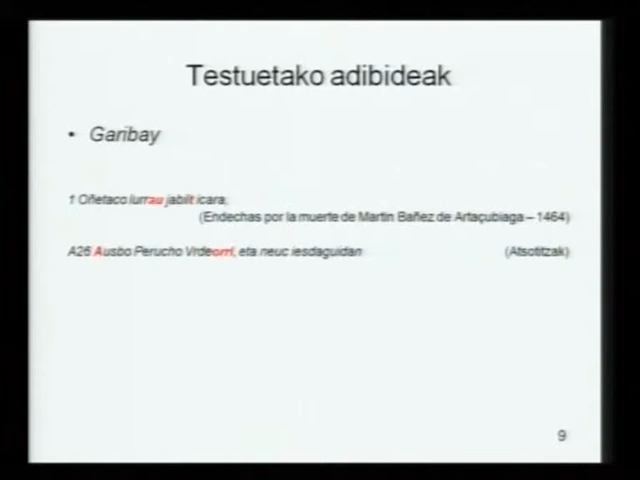 Testuetako adibideak
• Garibay
1 Oñetaco lurrau jabilt icara,
(Endechas por la muerte de Martin Bañez de Artaçubiaga – 1464)
A26 Ausbo Perucho Vrdeorri, eta neuc iesdaguidan (Atsotitzak)
9